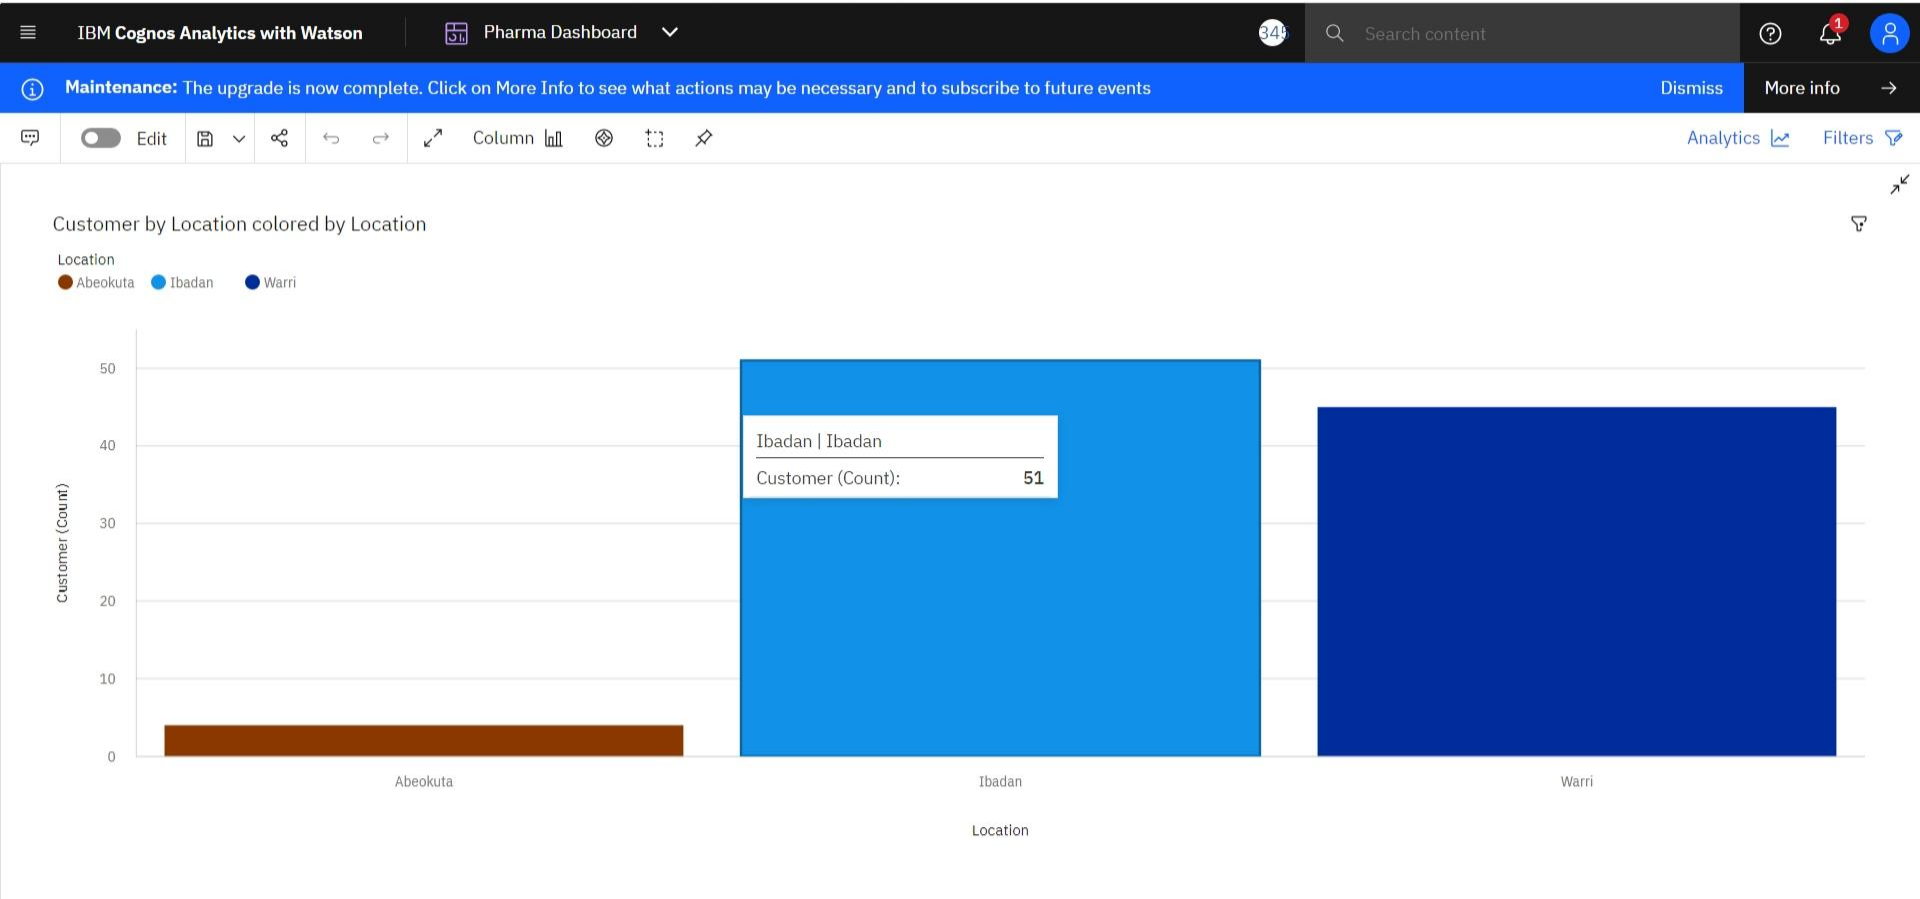 IBM Cognos Analytics with Watson
Pharma Dashboard
345
Search content
1
Maintenance: The upgrade is now complete. Click on More Info to see what actions may be necessary and to subscribe to future events
Dismiss
More info
Edit
Column
Analytics
Filters
Customer by Location colored by Location
Location
Abeokuta Ibadan Warri
50
40
30
20
10
0
Customer (Count)
Ibadan | Ibadan
Customer (Count): 51
Abeokuta Ibadan Warri
Location